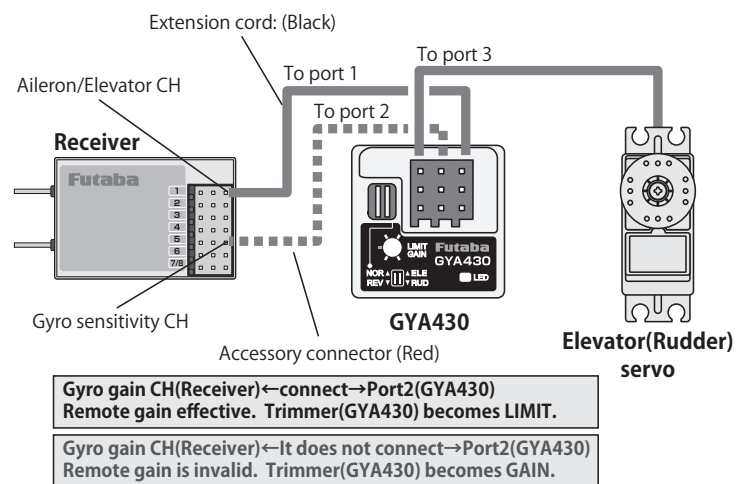 Extension cord: (Black)
To port 3
To port 1
Aileron/Elevator CH
To port 2
Receiver
Futaba
1
2
3
4
5
6
7/8
LIMIT
GAIN
Futaba
GYA430
NOR ▲ ▲ ELE
REV ▼ ▼ RUD
LED
Gyro sensitivity CH
GYA430
Accessory connector (Red)
Elevator(Rudder)
servo
Gyro gain CH(Receiver)←connect→Port2(GYA430)
Remote gain effective. Trimmer(GYA430) becomes LIMIT.
Gyro gain CH(Receiver)←It does not connect→Port2(GYA430)
Remote gain is invalid. Trimmer(GYA430) becomes GAIN.